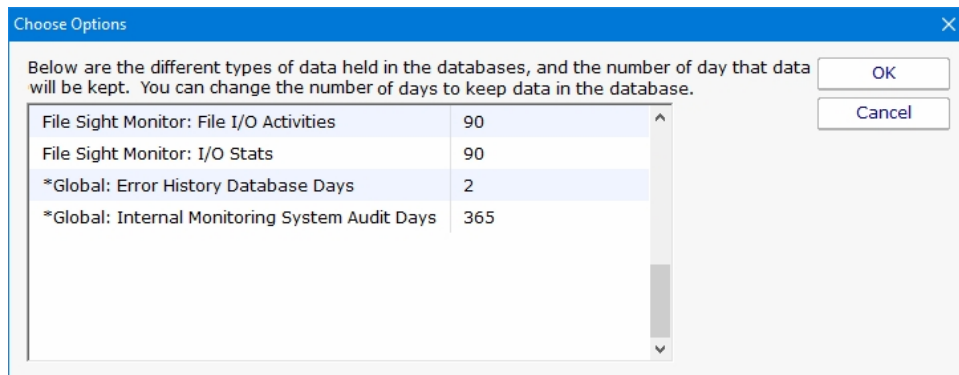 Choose Options
Below are the different types of data held in the databases, and the number of day that data
will be kept.  You can change the number of days to keep data in the database.
OK
Cancel
File Sight Monitor: File I/O Activities 90
File Sight Monitor: I/O Stats 90
*Global: Error History Database Days 2
*Global: Internal Monitoring System Audit Days 365